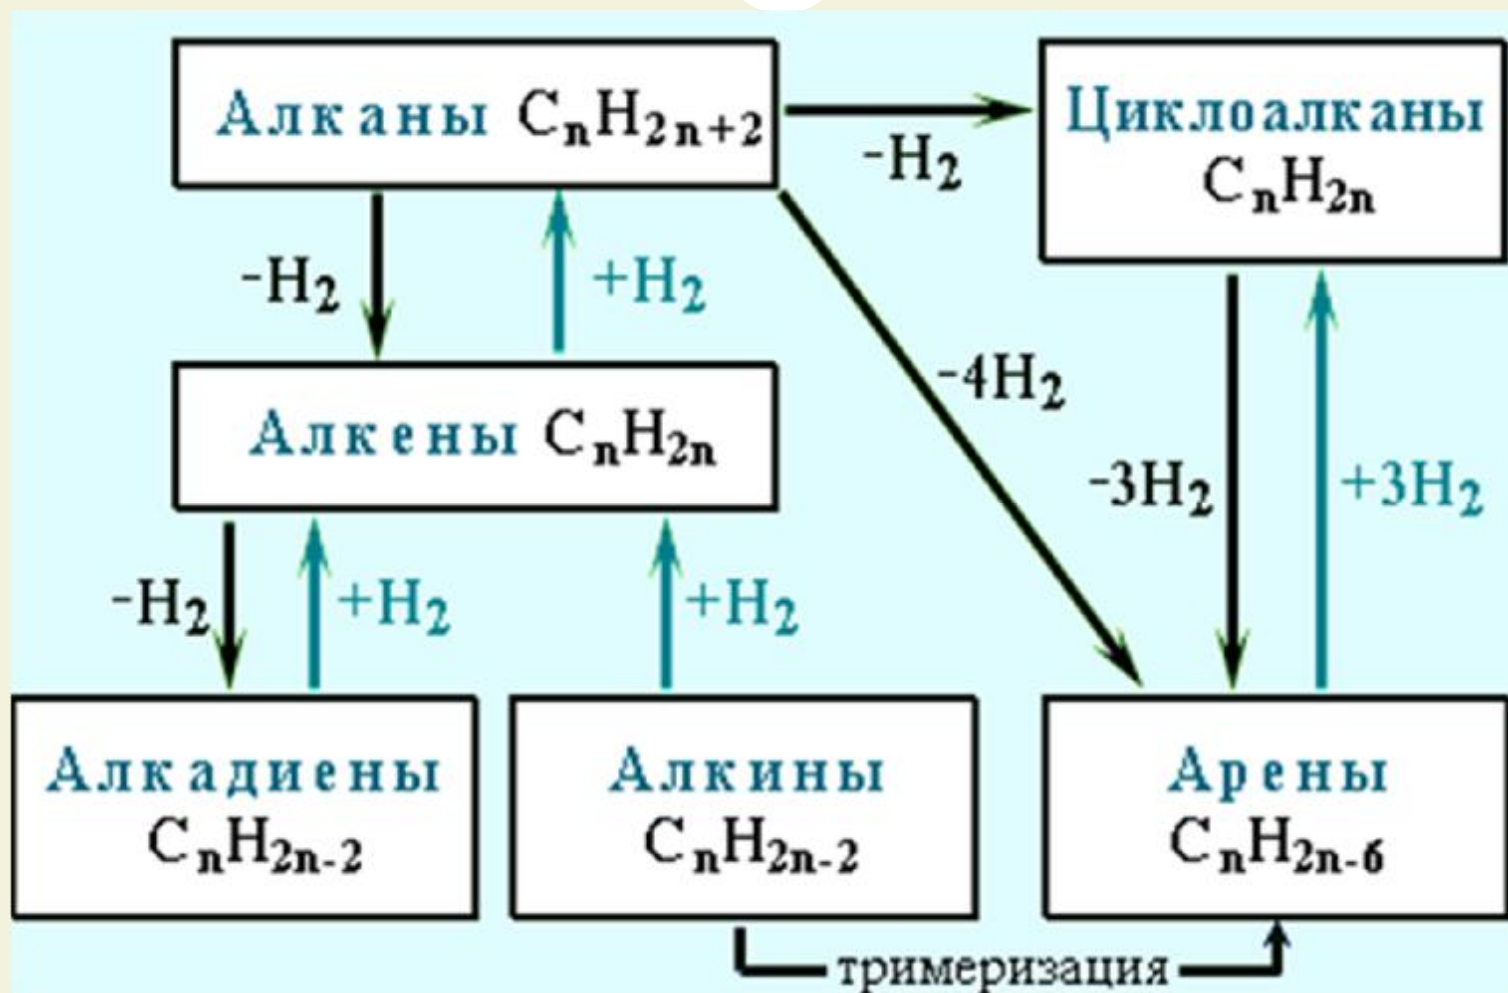 Алканы CₙH₂ₙ₊₂
-H₂
Циклоалканы
CₙH₂ₙ
-H₂
+H₂
-4H₂
Алкены CₙH₂ₙ
-3H₂
+3H₂
-H₂
+H₂
+H₂
Алкадиены
CₙH₂ₙ₋₂
Алкины
CₙH₂ₙ₋₂
Арены
CₙH₂ₙ₋₆
тримеризация